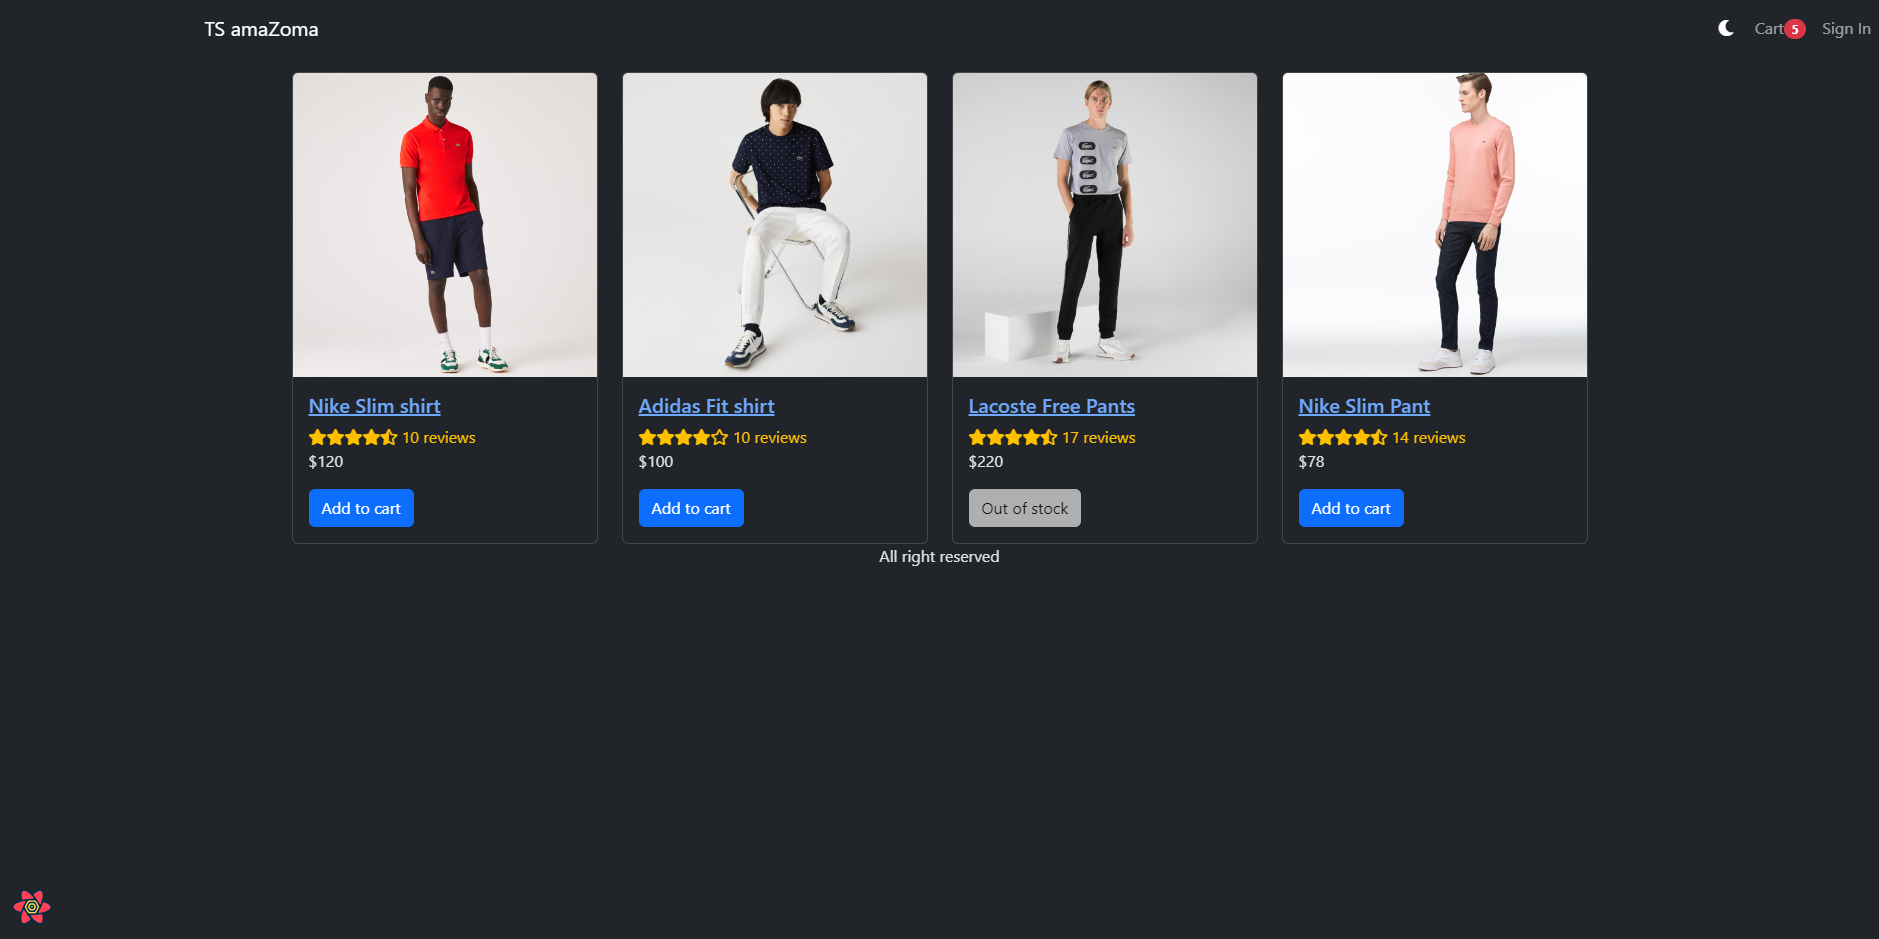 TS amaZoma
Cart 5
Sign In
Nike Slim shirt
10 reviews
$120
Add to cart
Adidas Fit shirt
10 reviews
$100
Add to cart
Lacoste Free Pants
17 reviews
$220
Out of stock
Nike Slim Pant
14 reviews
$78
Add to cart
All right reserved